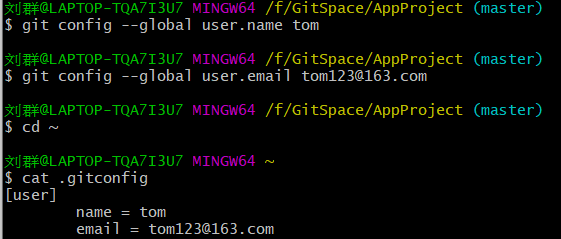 刘群@LAPTOP-TQA7I3U7 MINGW64 /f/GitSpace/AppProject (master)
$ git config --global user.name tom
刘群@LAPTOP-TQA7I3U7 MINGW64 /f/GitSpace/AppProject (master)
$ git config --global user.email tom123@163.com
刘群@LAPTOP-TQA7I3U7 MINGW64 /f/GitSpace/AppProject (master)
$ cd ~
刘群@LAPTOP-TQA7I3U7 MINGW64 ~
$ cat .gitconfig
[user]
        name = tom
        email = tom123@163.com